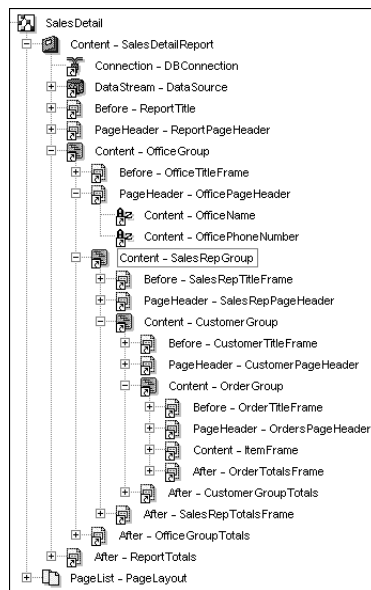 SalesDetail
Content - SalesDetailReport
Connection - DBConnection
DataStream - DataSource
Before - ReportTitle
PageHeader - ReportPageHeader
Content - OfficeGroup
Before - OfficeTitleFrame
PageHeader - OfficePageHeader
Content - OfficeName
Content - OfficePhoneNumber
Content - SalesRepGroup
Before - SalesRepTitleFrame
PageHeader - SalesRepPageHeader
Content - CustomerGroup
Before - CustomerTitleFrame
PageHeader - CustomerPageHeader
Content - OrderGroup
Before - OrderTitleFrame
PageHeader - OrdersPageHeader
Content - ItemFrame
After - OrderTotalsFrame
After - CustomerGroupTotals
After - SalesRepTotalsFrame
After - OfficeGroupTotals
After - ReportTotals
PageList - PageLayout